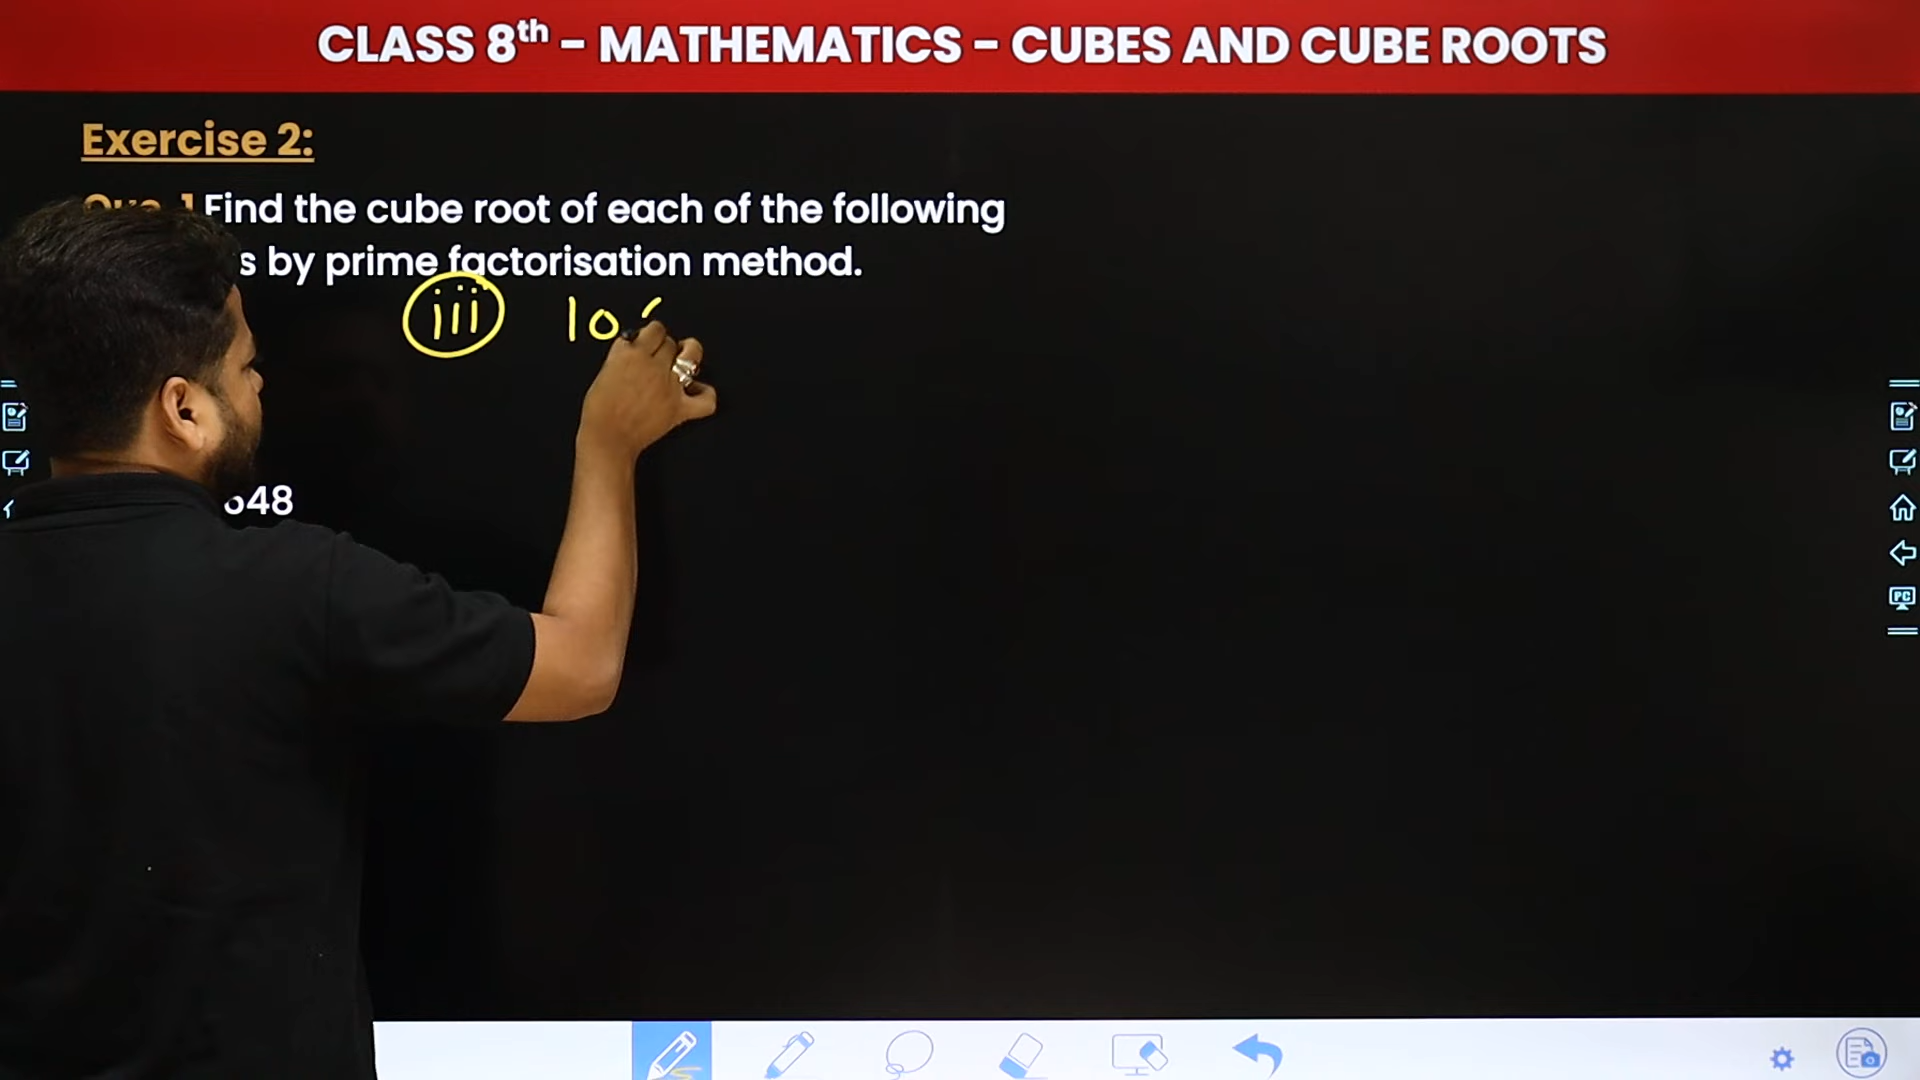 CLASS 8th - MATHEMATICS - CUBES AND CUBE ROOTS
Exercise 2:
Find the cube root of each of the following
by prime factorisation method.
iii 10
PC